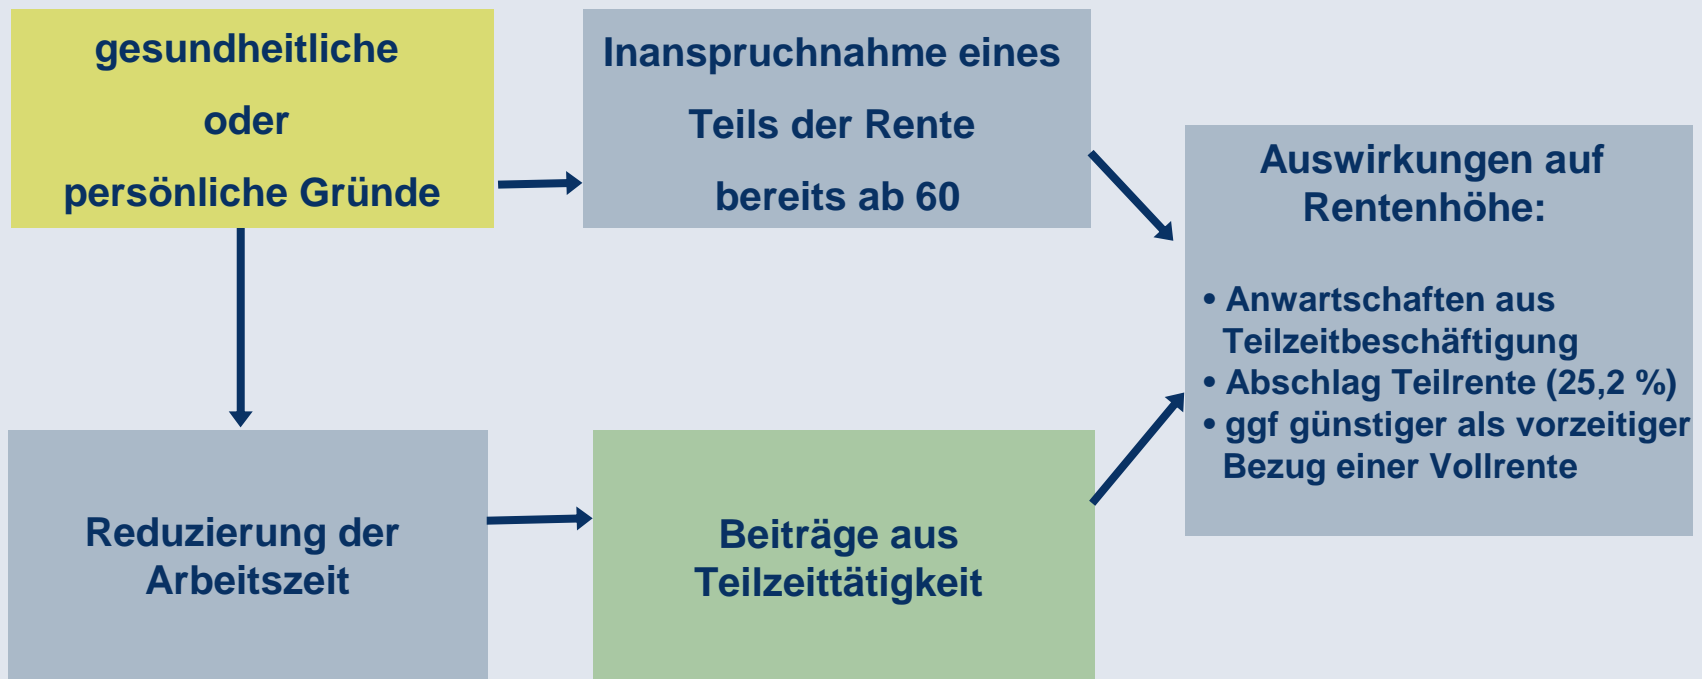 gesundheitliche
oder
persönliche Gründe
Inanspruchnahme eines
Teils der Rente
bereits ab 60
Auswirkungen auf
Rentenhöhe:
• Anwartschaften aus
Teilzeitbeschäftigung
• Abschlag Teilrente (25,2 %)
• ggf günstiger als vorzeitiger
Bezug einer Vollrente
Reduzierung der
Arbeitszeit
Beiträge aus
Teilzeittätigkeit